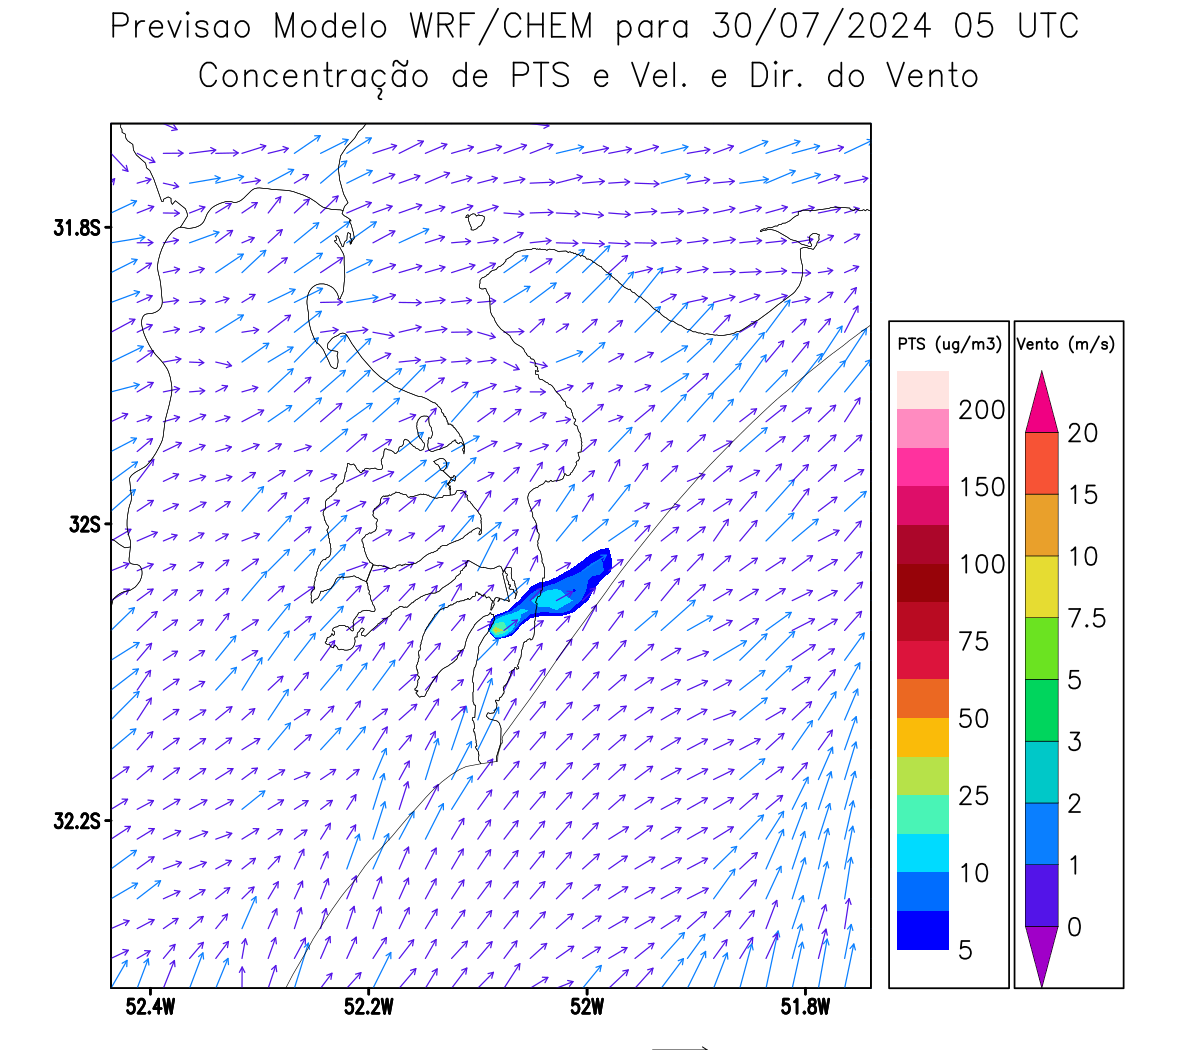 Previsao Modelo WRF/CHEM para 30/07/2024 05 UTC
Concentração de PTS e Vel. e Dir. do Vento
31.8S
32S
32.2S
52.4W
52.2W
52W
51.8W
PTS (ug/m3)
200
150
100
75
50
25
10
5
Vento (m/s)
20
15
10
7.5
5
3
2
1
0